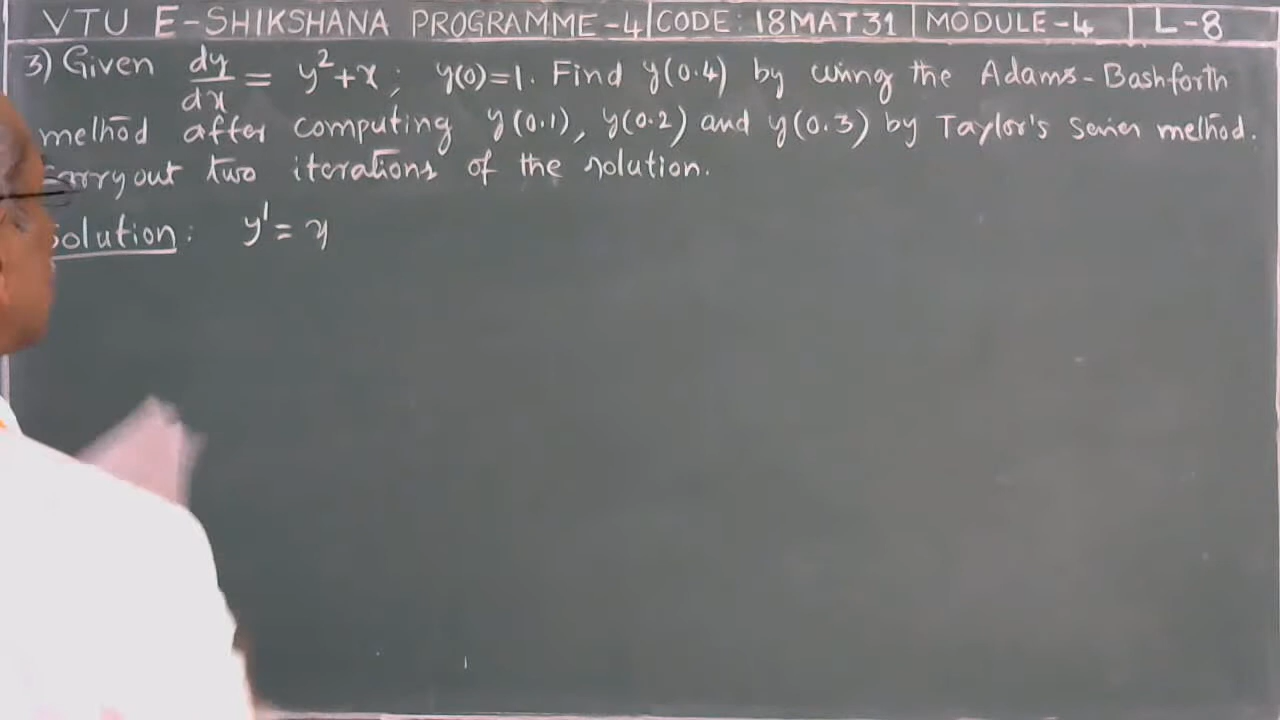 VTU E-SHIKSHANA PROGRAMME-4 CODE: 18MAT31 MODULE-4 L-8
3) Given dy/dx = y²+x; y(0)=1. Find y(0.4) by using the Adams-Bashforth
method after computing y(0.1), y(0.2) and y(0.3) by Taylor's Series method.
Carry out two iterations of the solution.
Solution: y' = y